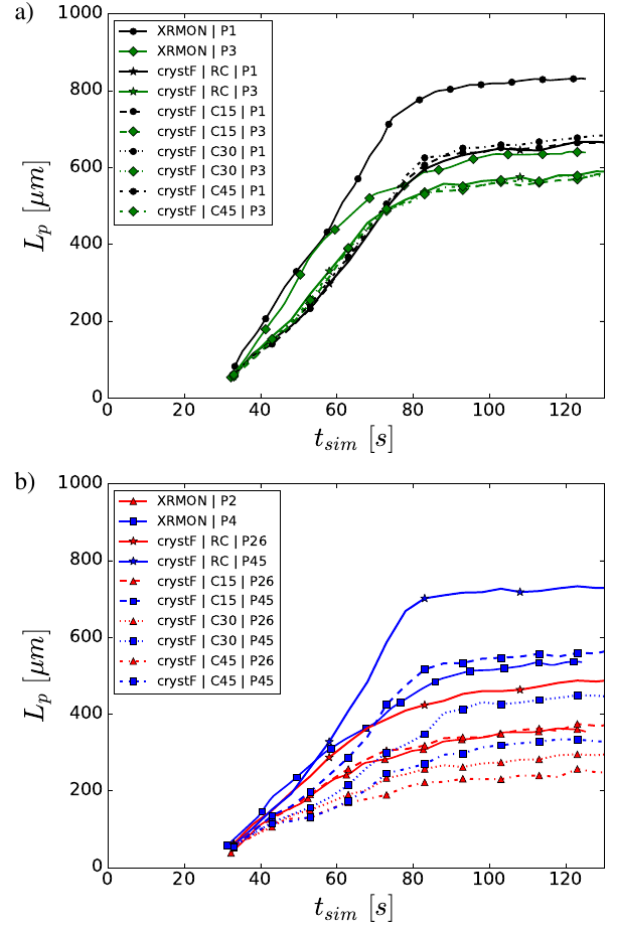 a)
1000
800
600
400
200
0
L_p [μm]
XRMON | P1
XRMON | P3
crystF | RC | P1
crystF | RC | P3
crystF | C15 | P1
crystF | C15 | P3
crystF | C30 | P1
crystF | C30 | P3
crystF | C45 | P1
crystF | C45 | P3
0 20 40 60 80 100 120
t_sim [s]
b)
1000
800
600
400
200
0
L_p [μm]
XRMON | P2
XRMON | P4
crystF | RC | P26
crystF | RC | P45
crystF | C15 | P26
crystF | C15 | P45
crystF | C30 | P26
crystF | C30 | P45
crystF | C45 | P26
crystF | C45 | P45
0 20 40 60 80 100 120
t_sim [s]